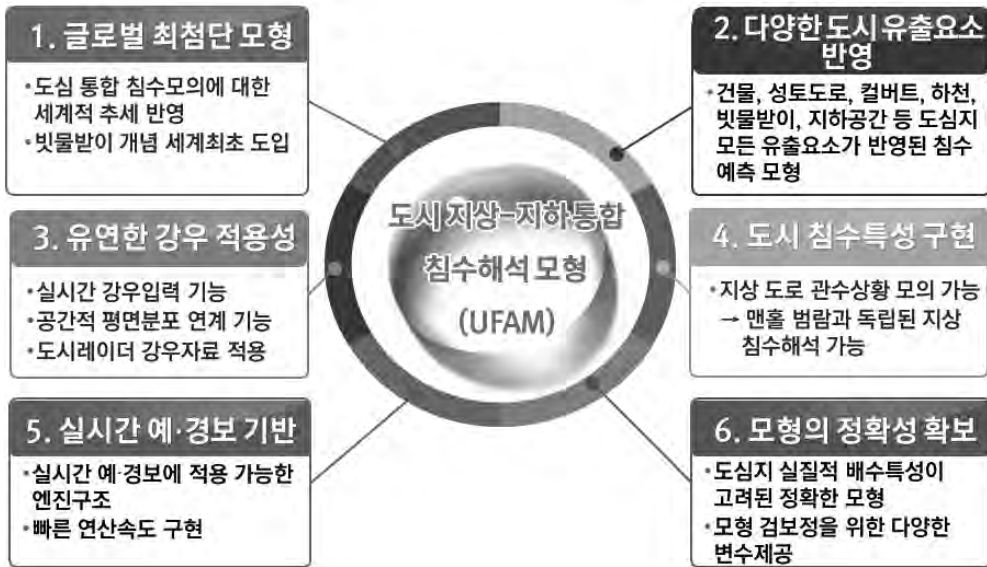 1. 글로벌 최첨단 모형
•도심 통합 침수모의에 대한
세계적 추세 반영
•빗물받이 개념 세계최초 도입
2. 다양한 도시 유출요소
반영
•건물, 성토도로, 컬버트, 하천,
빗물받이, 지하공간 등 도심지
모든 유출요소가 반영된 침수
예측 모형
3. 유연한 강우 적용성
•실시간 강우입력 기능
•공간적 평면분포 연계 기능
•도시레이더 강우자료 적용
도시 지상-지하통합
침수해석 모형
(UFAM)
4. 도시 침수특성 구현
•지상 도로 관수상황 모의 가능
→ 맨홀 범람과 독립된 지상
침수해석 가능
5. 실시간 예·경보 기반
•실시간 예·경보에 적용 가능한
엔진구조
•빠른 연산속도 구현
6. 모형의 정확성 확보
•도심지 실질적 배수특성이
고려된 정확한 모형
•모형 검보정을 위한 다양한
변수제공